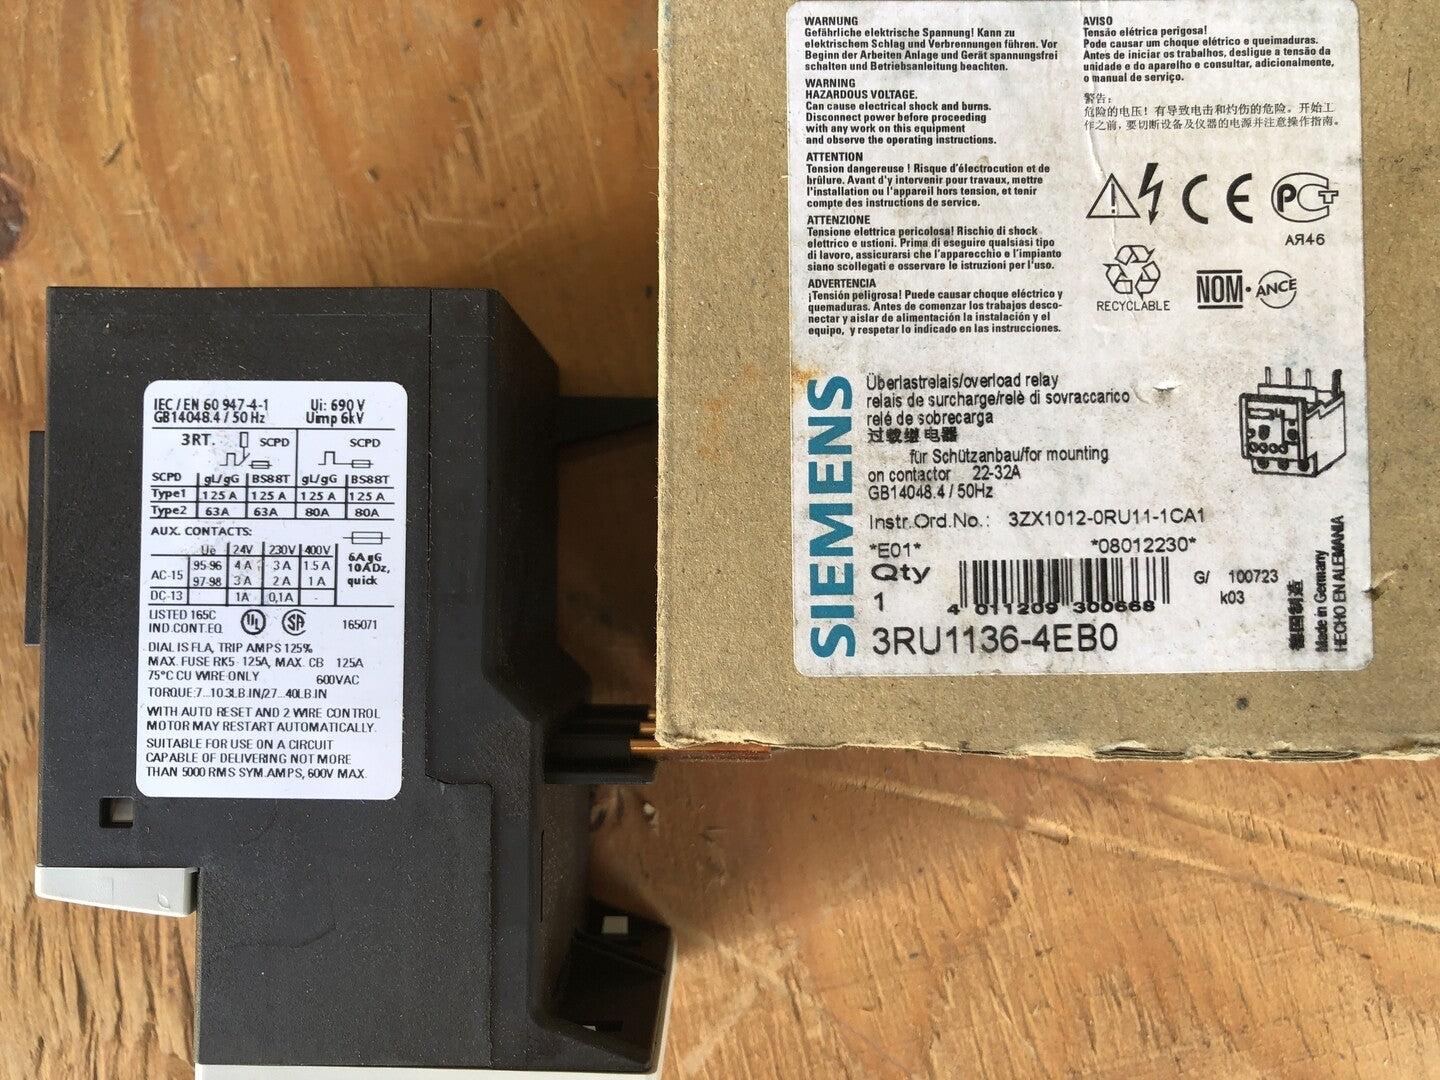 IEC / EN 60 947-4-1 Ui: 690 V
GB14048.4 / 50 Hz Uimp 6kV
3RT. SCPD SCPD
SCPD gL/gG BS88T gL/gG BS88T
Type1 125 A 125 A 125 A 125 A
Type2 63A 63A 80A 80A
AUX. CONTACTS:
Ue 24V 230V 400V
AC-15 95-96 4 A 3 A 1.5 A
97-98 3 A 2 A 1 A
DC-13 1A 0,1A -
6A gG
10ADz,
quick
LISTED 165C
IND.CONT.EQ. UL SA 165071
DIAL IS FLA, TRIP AMPS 125%
MAX. FUSE RK5 125A, MAX. CB 125A
75°C CU WIRE ONLY 600VAC
TORQUE:7...10.3LB.IN/27...40LB.IN
WITH AUTO RESET AND 2 WIRE CONTROL
MOTOR MAY RESTART AUTOMATICALLY.
SUITABLE FOR USE ON A CIRCUIT
CAPABLE OF DELIVERING NOT MORE
THAN 5000 RMS SYM.AMPS, 600V MAX.
WARNUNG
Gefährliche elektrische Spannung! Kann zu
elektrischem Schlag und Verbrennungen führen. Vor
Beginn der Arbeiten Anlage und Gerät spannungsfrei
schalten und Betriebsanleitung beachten.
WARNING
HAZARDOUS VOLTAGE.
Can cause electrical shock and burns.
Disconnect power before proceeding
with any work on this equipment
and observe the operating instructions.
ATTENTION
Tension dangereuse ! Risque d'électrocution et de
brûlure. Avant d'y intervenir pour travaux, mettre
l'installation ou l'appareil hors tension, et tenir
compte des instructions de service.
ATTENZIONE
Tensione elettrica pericolosa! Rischio di shock
elettrico e ustioni. Prima di eseguire qualsiasi tipo
di lavoro, assicurarsi che l'apparecchio e l'impianto
siano scollegati e osservare le istruzioni per l'uso.
ADVERTENCIA
¡Tensión peligrosa! Puede causar choque eléctrico y
quemaduras. Antes de comenzar los trabajos desco-
nectar y aislar de alimentación la instalación y el
equipo, y respetar lo indicado en las instrucciones.
AVISO
Tensão elétrica perigosa!
Pode causar um choque elétrico e queimaduras.
Antes de iniciar os trabalhos, desligue a tensão da
unidade e do aparelho e consultar, adicionalmente,
o manual de serviço.
警告:
危险的电压! 有导致电击和灼伤的危险。开始工
作之前, 要切断设备及仪器的电源并注意操作指南。
CE PCT
АЯ46
RECYCLABLE NOM • ANCE
SIEMENS
Überlastrelais/overload relay
relais de surcharge/relè di sovraccarico
relé de sobrecarga
过载继电器
für Schützanbau/for mounting
on contactor 22-32A
GB14048.4 / 50Hz
Instr.Ord.No.: 3ZX1012-0RU11-1CA1
*E01* *08012230*
Qty
1
4 011209 300668
G/ 100723
k03
3RU1136-4EB0
德国制造
Made in Germany
HECHO EN ALEMANIA